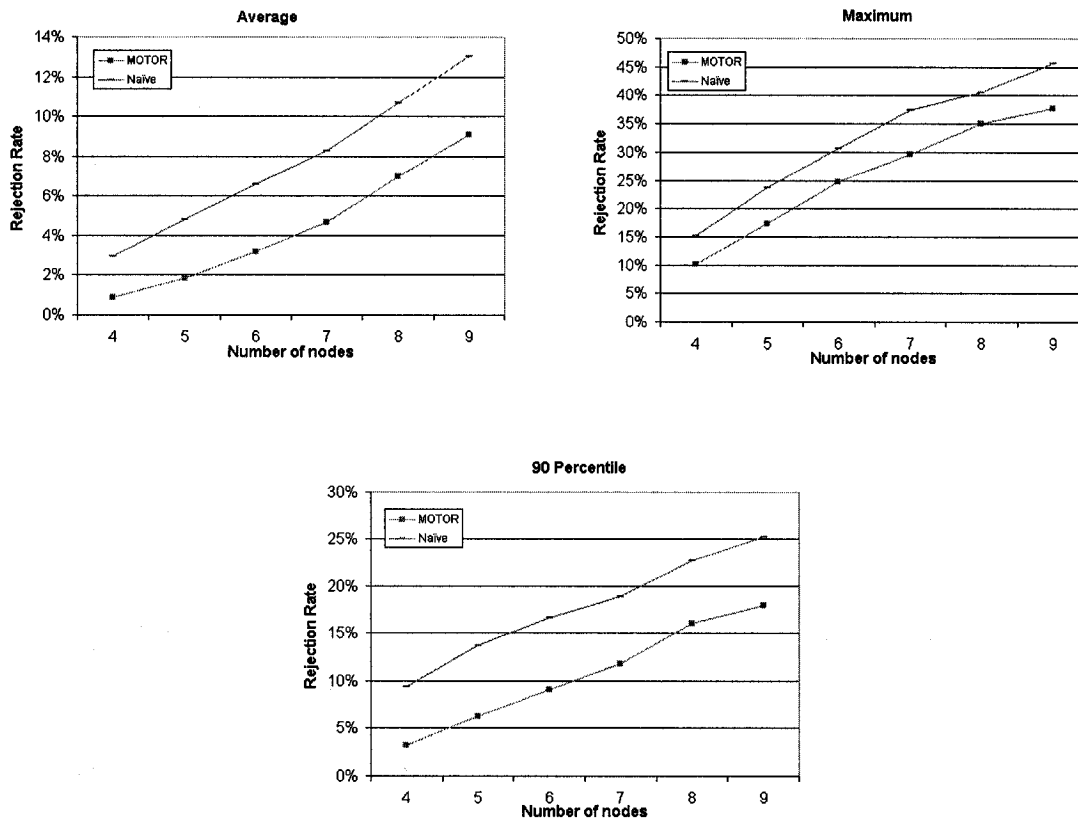 Average
14%
12%
10%
8%
6%
4%
2%
0%
Rejection Rate
MOTOR
Naïve
4 5 6 7 8 9
Number of nodes
Maximum
50%
45%
40%
35%
30%
25%
20%
15%
10%
5%
0%
Rejection Rate
MOTOR
Naïve
4 5 6 7 8 9
Number of nodes
90 Percentile
30%
25%
20%
15%
10%
5%
0%
Rejection Rate
MOTOR
Naïve
4 5 6 7 8 9
Number of nodes